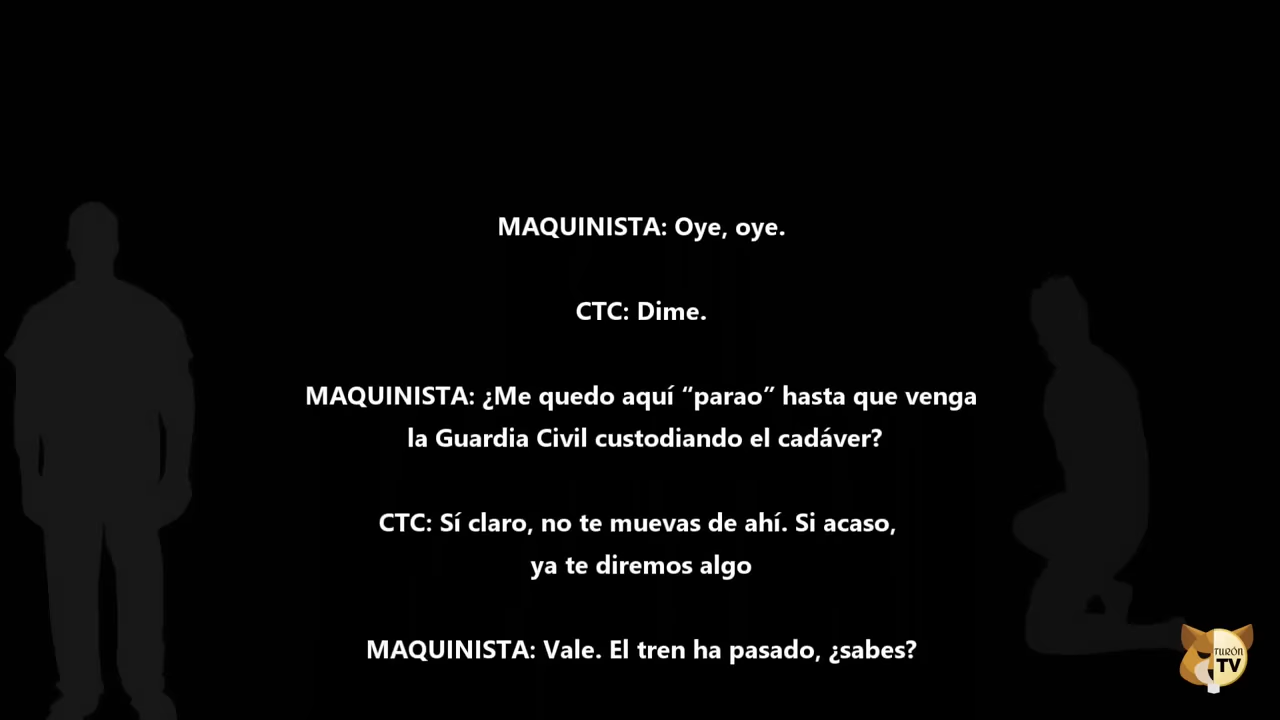 MAQUINISTA: Oye, oye.
CTC: Dime.
MAQUINISTA: ¿Me quedo aquí “parao” hasta que venga
la Guardia Civil custodiando el cadáver?
CTC: Sí claro, no te muevas de ahí. Si acaso,
ya te diremos algo
MAQUINISTA: Vale. El tren ha pasado, ¿sabes?
TURÓN
TV